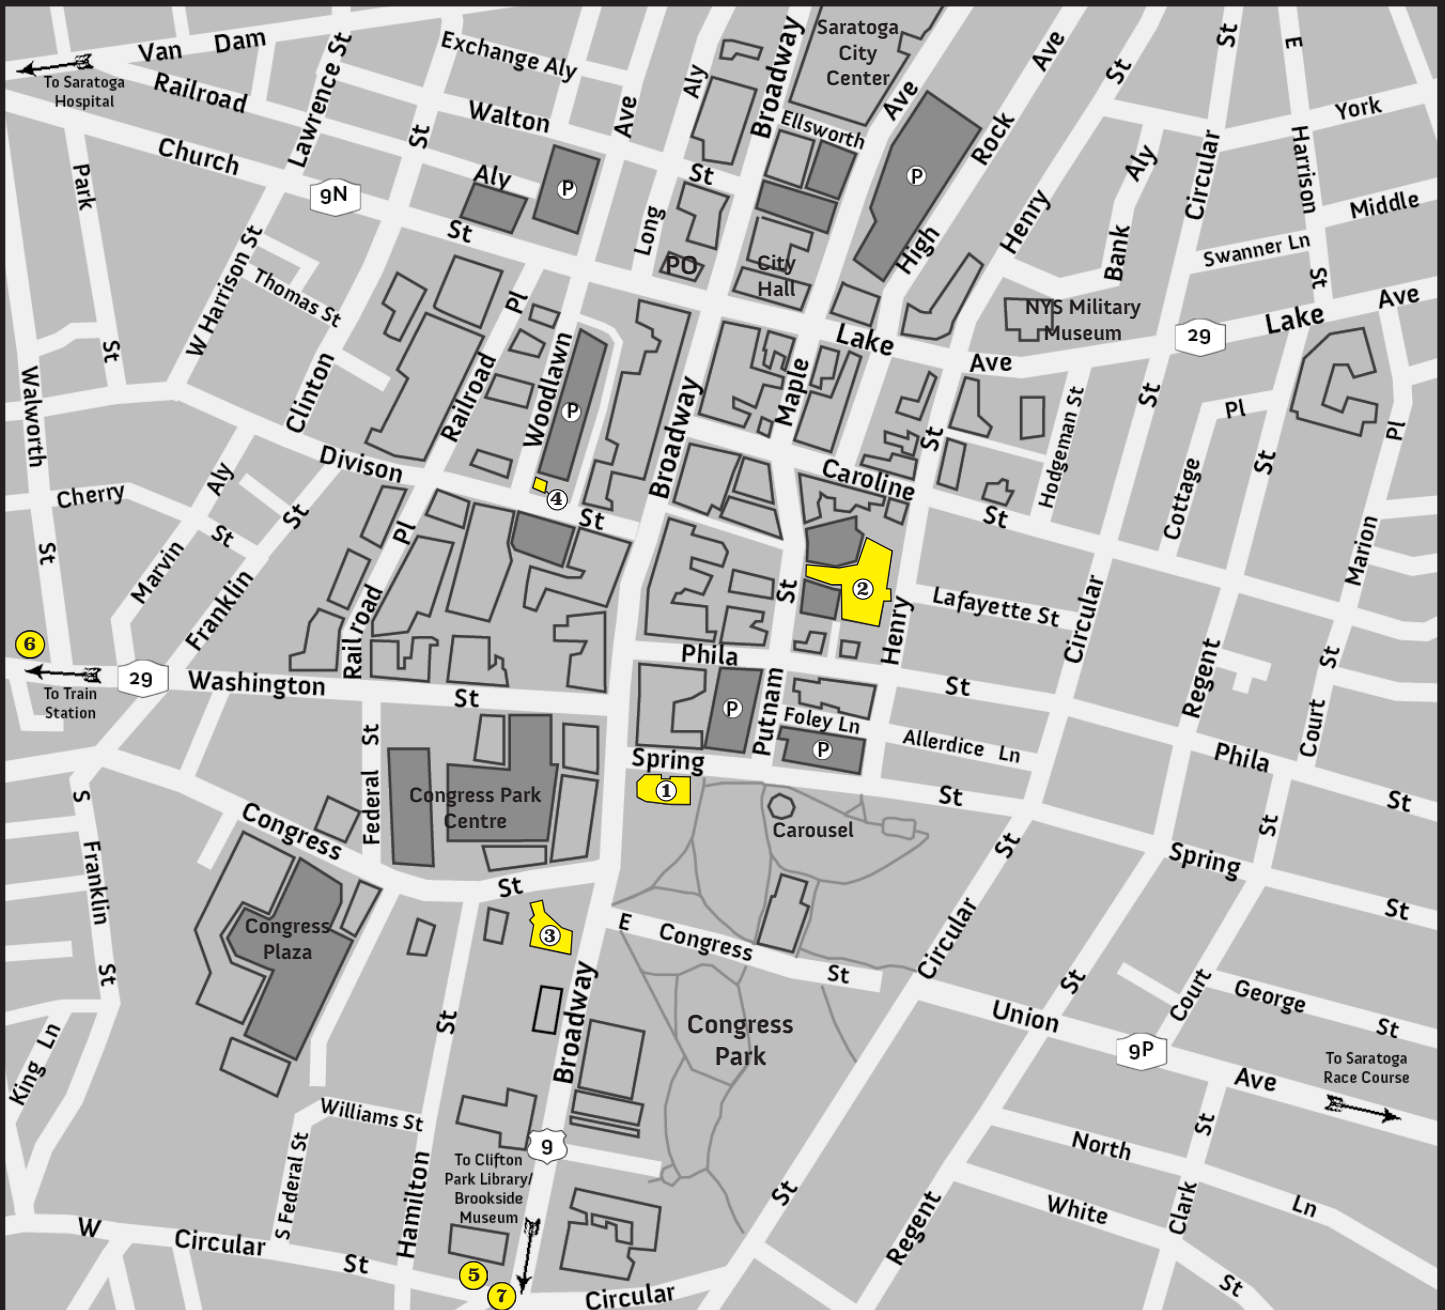 Van Dam
To Saratoga
Hospital
Railroad
Aly
Exchange Aly
Lawrence St
Walton
St
Church
St
9N
Park
St
St
Ave
Aly
Long
Broadway
Saratoga
City
Center
Ellsworth
Ave
P
P
Rock
High
Ave
St
Henry
Aly
Bank
Circular
St
E
Harrison
St
York
Middle
Swanner Ln
PO
City
Hall
NYS Military
Museum
29
Lake
Ave
Lake
Ave
W Harrison St
Thomas St
Clinton
Pl
Railroad
Woodlawn
P
Broadway
Maple
St
Walworth
St
Divison
St
4
Caroline
St
St
Hodgeman St
St
Pl
Cottage
St
Pl
Marion
Cherry
St
Aly
Marvin
St
Franklin
Pl
Railroad
2
Henry
Lafayette St
Circular
Regent
St
Court
6
To Train
Station
29
Washington
St
Phila
St
Phila
St
P
Putnam
Foley Ln
P
Allerdice Ln
St
Federal
Spring
St
Spring
St
1
Congress Park
Centre
Carousel
Congress
St
S
Franklin
St
Congress
Plaza
3
E Congress
St
St
Circular
St
St
Court
Union
Ave
9P
George
St
To Saratoga
Race Course
Congress
Park
Broadway
St
King Ln
Williams St
S Federal St
Hamilton
9
To Clifton
Park Library/
Brookside
Museum
North
Ln
White
St
St
Clark
Regent
St
W Circular
St
5
7
Circular